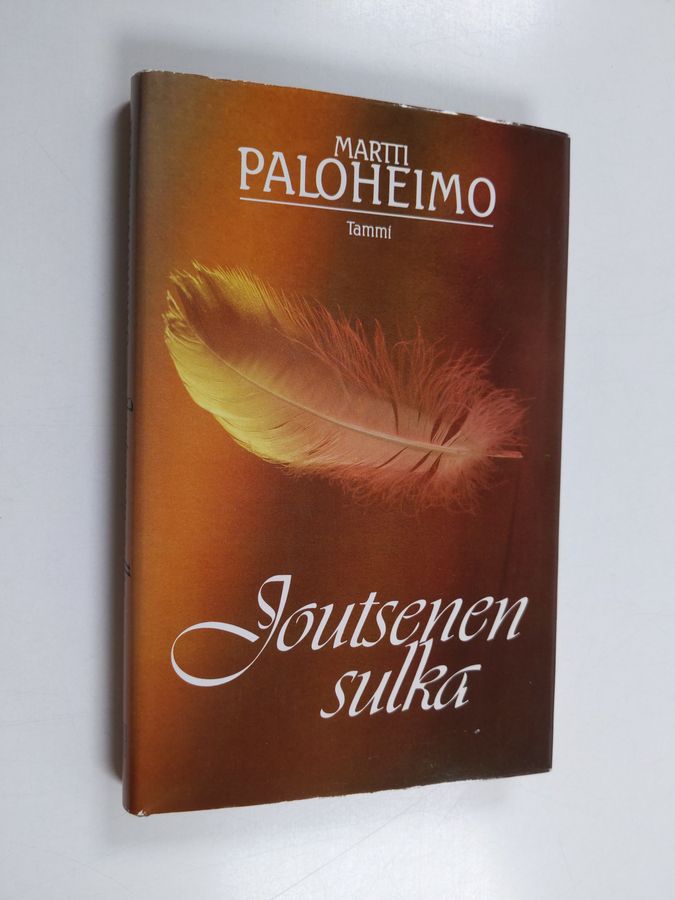 MARTTI
PALOHEIMO
Tammi
Joutsenen
sulka